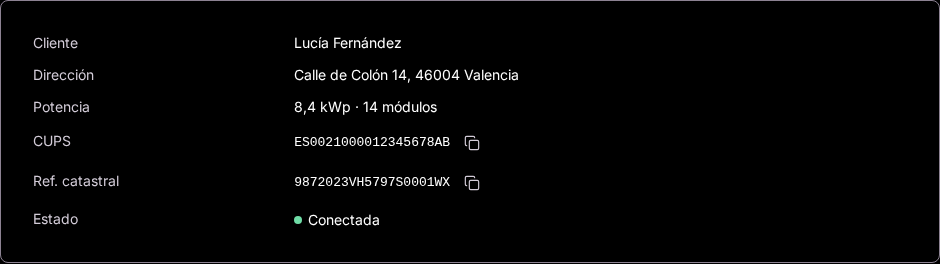 Cliente Lucía Fernández
Dirección Calle de Colón 14, 46004 Valencia
Potencia 8,4 kWp · 14 módulos
CUPS ES0021000012345678AB
Ref. catastral 9872023VH5797S0001WX
Estado Conectada